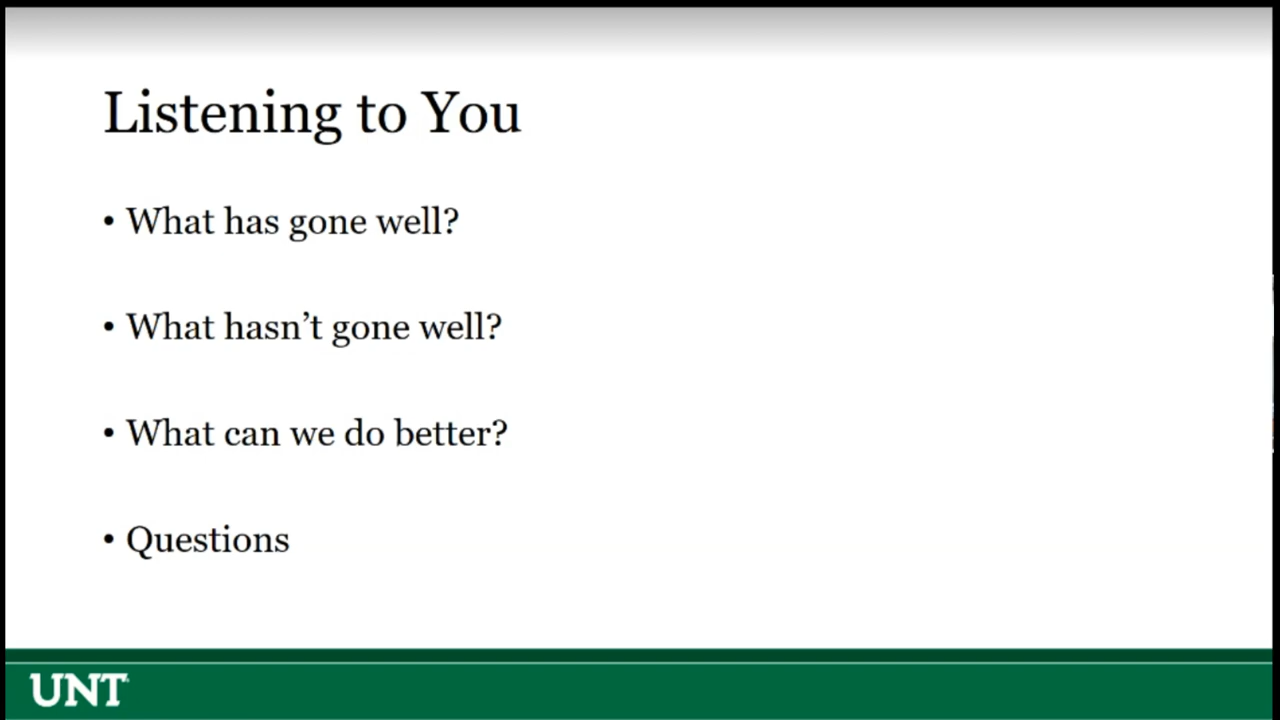 Listening to You
• What has gone well?
• What hasn’t gone well?
• What can we do better?
• Questions
UNT